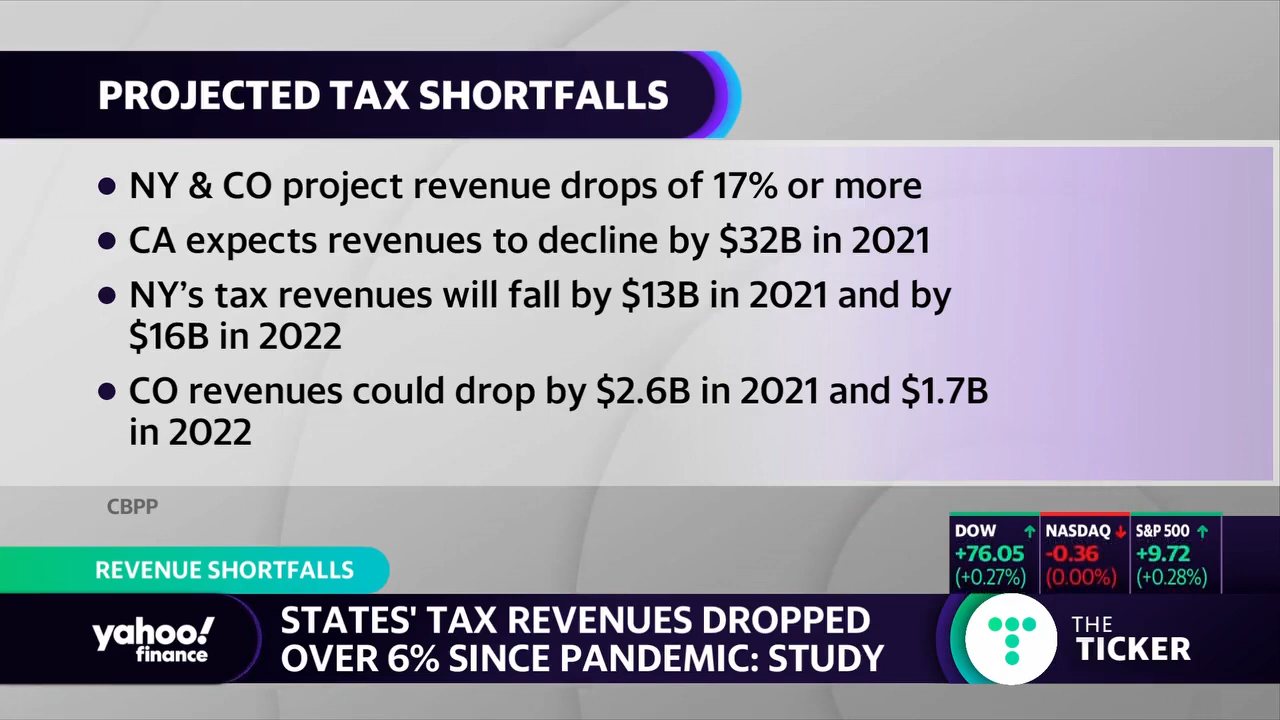 PROJECTED TAX SHORTFALLS
• NY & CO project revenue drops of 17% or more
• CA expects revenues to decline by $32B in 2021
• NY’s tax revenues will fall by $13B in 2021 and by
$16B in 2022
• CO revenues could drop by $2.6B in 2021 and $1.7B
in 2022
CBPP
DOW ↑ NASDAQ ↓ S&P 500 ↑
+76.05 -0.36 +9.72
(+0.27%) (0.00%) (+0.28%)
REVENUE SHORTFALLS
yahoo!
finance
STATES' TAX REVENUES DROPPED
OVER 6% SINCE PANDEMIC: STUDY
THE
TICKER